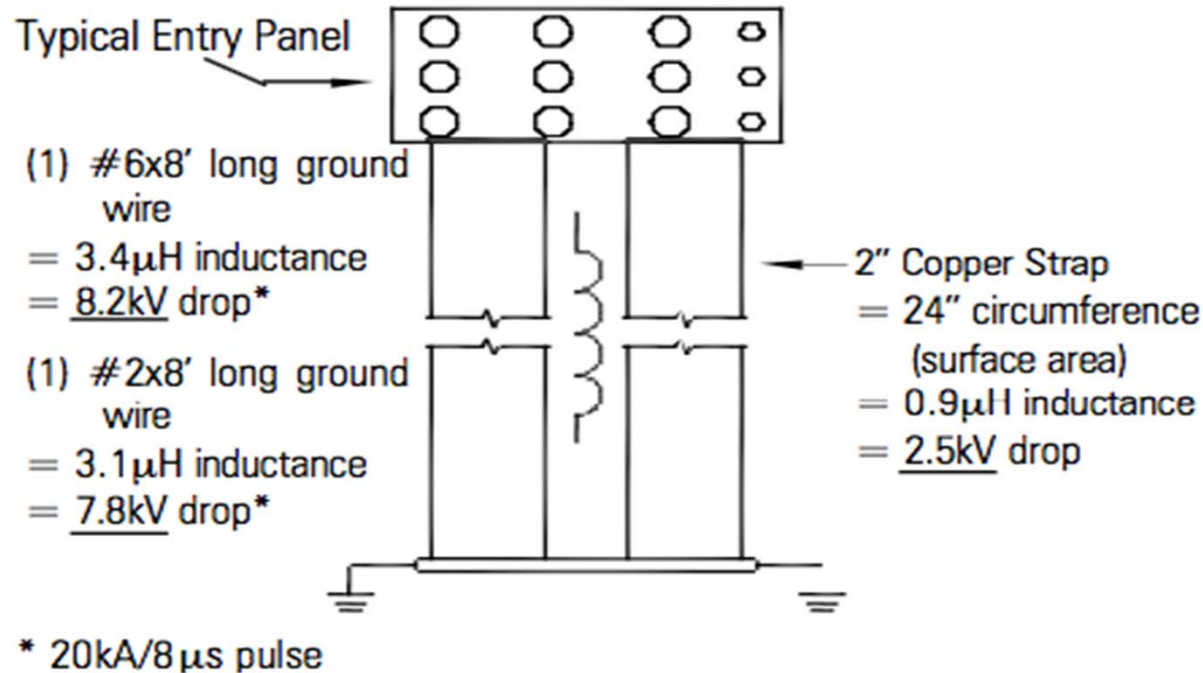 Typical Entry Panel
(1) #6x8' long ground
wire
= 3.4μH inductance
= 8.2kV drop*
(1) #2x8' long ground
wire
= 3.1μH inductance
= 7.8kV drop*
2" Copper Strap
= 24" circumference
(surface area)
= 0.9μH inductance
= 2.5kV drop
* 20kA/8μs pulse